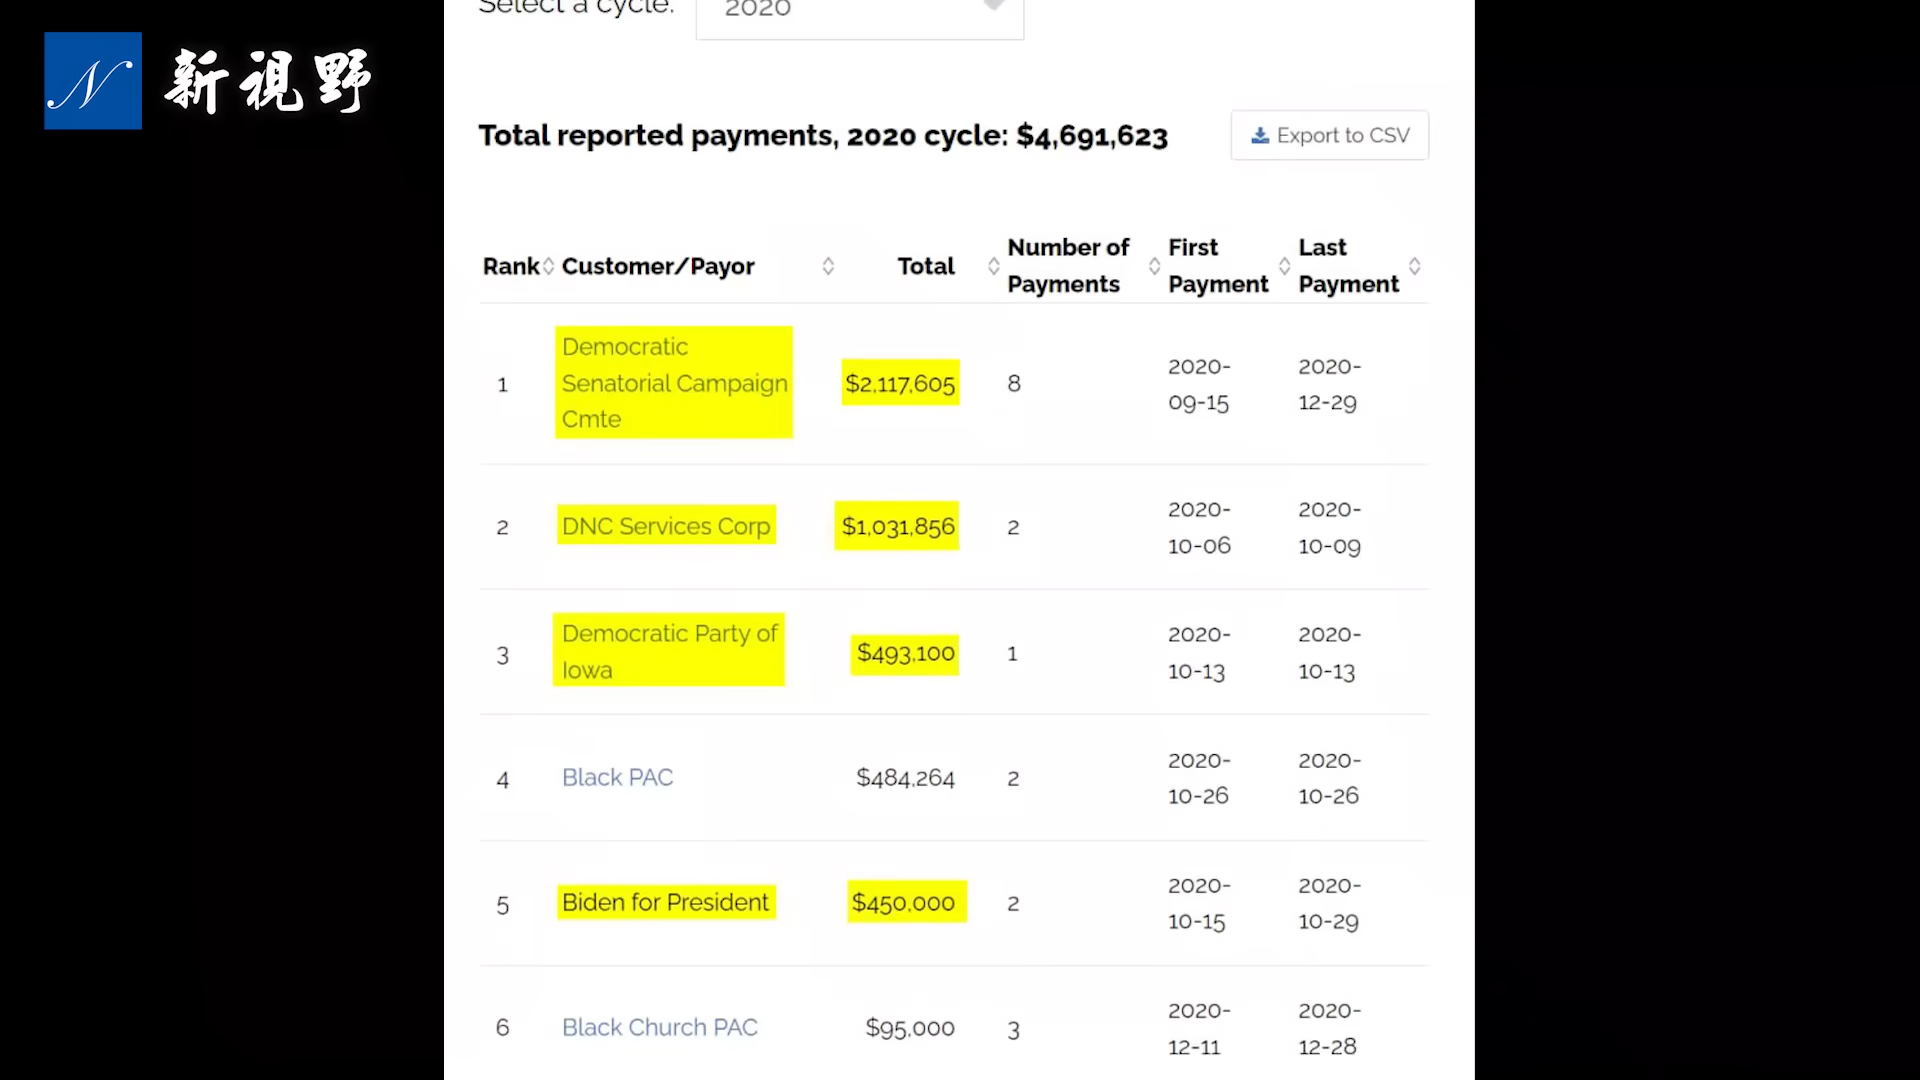 Select a cycle: 2020
N 新視野
Total reported payments, 2020 cycle: $4,691,623
Export to CSV
Rank Customer/Payor Total Number of Payments First Payment Last Payment
1 Democratic Senatorial Campaign Cmte $2,117,605 8 2020-09-15 2020-12-29
2 DNC Services Corp $1,031,856 2 2020-10-06 2020-10-09
3 Democratic Party of Iowa $493,100 1 2020-10-13 2020-10-13
4 Black PAC $484,264 2 2020-10-26 2020-10-26
5 Biden for President $450,000 2 2020-10-15 2020-10-29
6 Black Church PAC $95,000 3 2020-12-11 2020-12-28